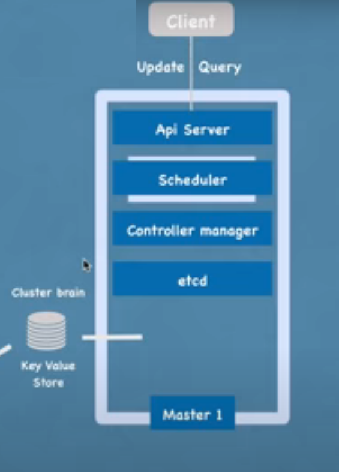 Client
Update Query
Api Server
Scheduler
Controller manager
etcd
Cluster brain
Key Value
Store
Master 1